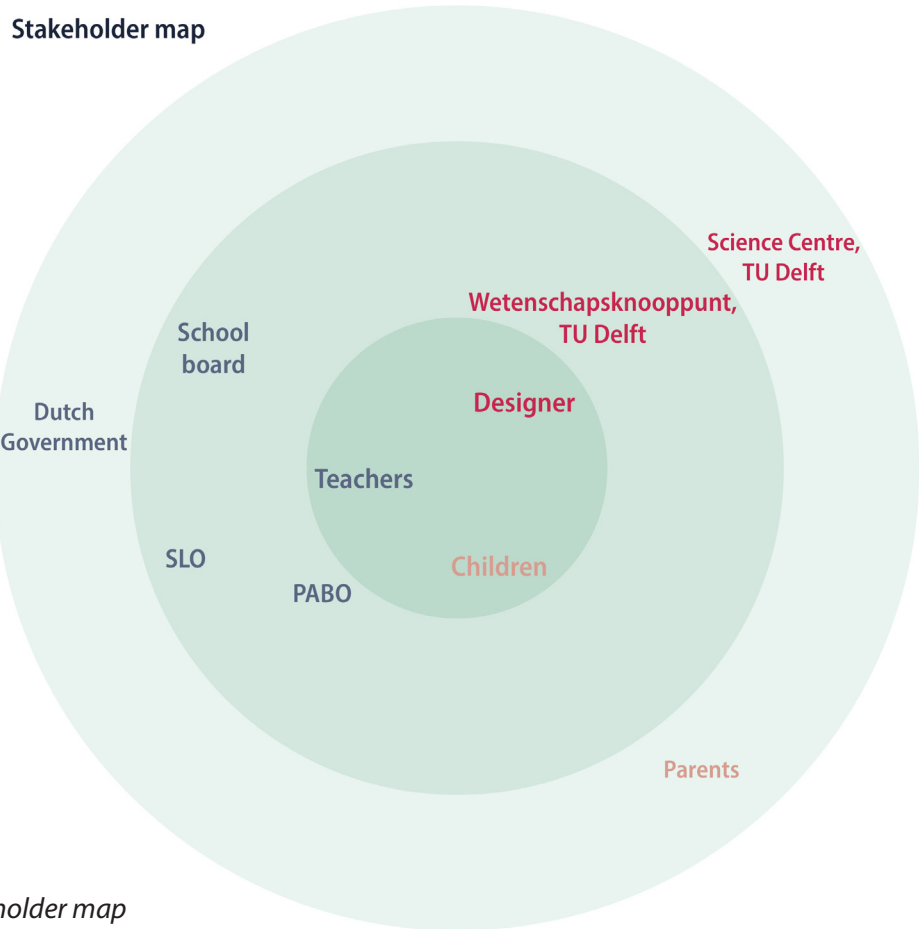 Stakeholder map
Science Centre,
TU Delft
Wetenschapsknooppunt,
TU Delft
School
board
Designer
Dutch
Government
Teachers
SLO
Children
PABO
Parents
holder map